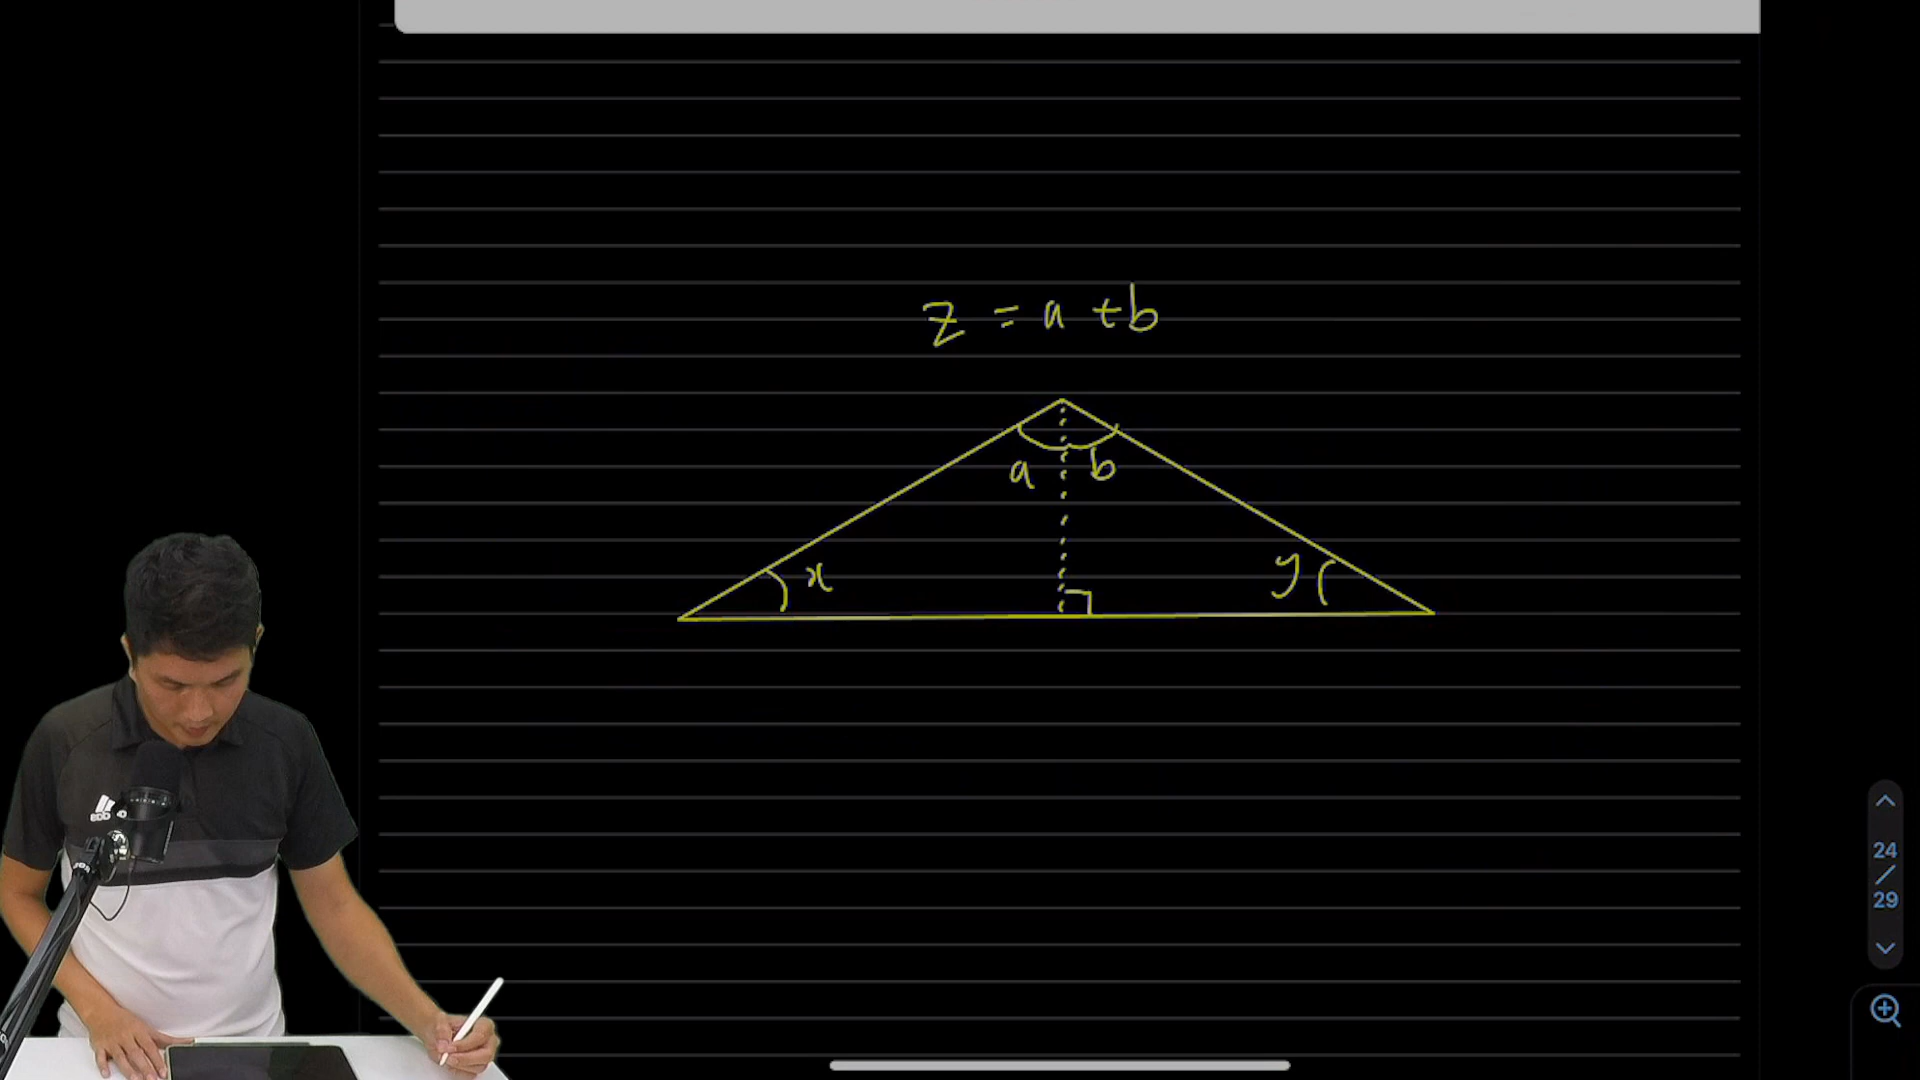 z = a + b
a b
x y
24
/
29